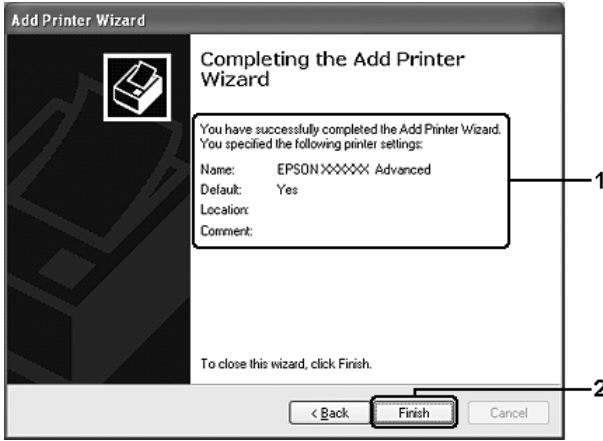 Add Printer Wizard
Completing the Add Printer
Wizard
You have successfully completed the Add Printer Wizard.
You specified the following printer settings:
Name: EPSON XXXXXX Advanced
Default: Yes
Location:
Comment:
1
To close this wizard, click Finish.
2
< Back Finish Cancel